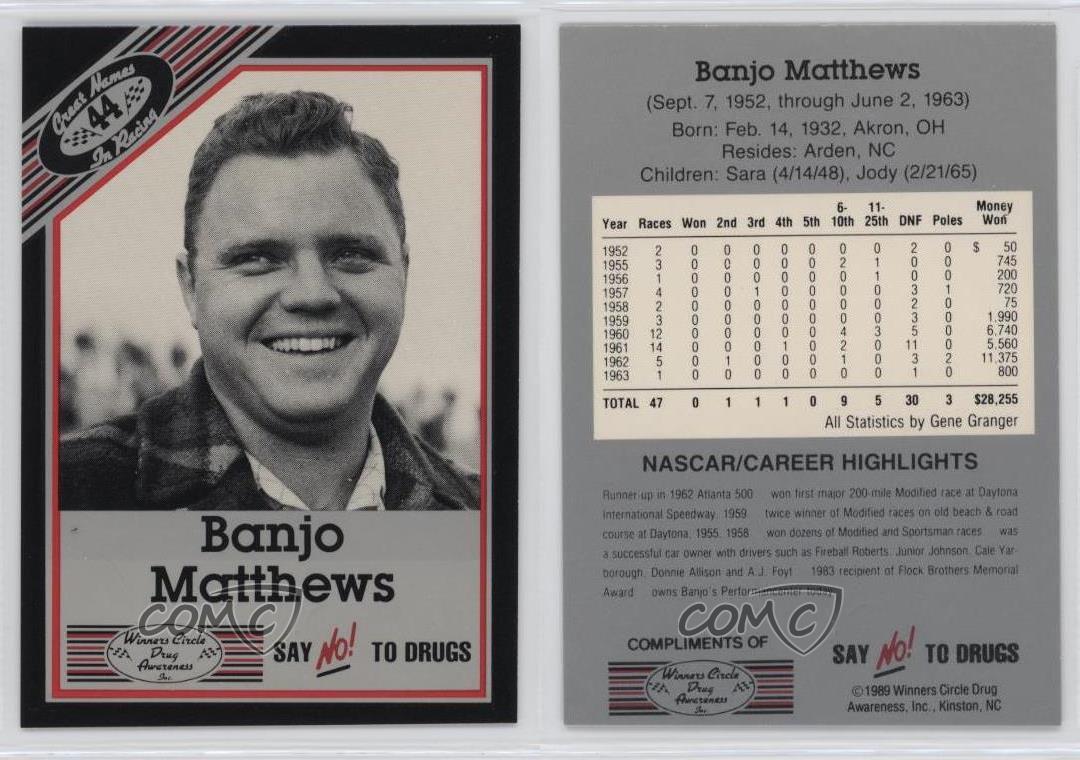 Great Names
44
In Racing
Banjo
Matthews
Winners Circle
Drug
Awareness
Inc.
SAY NO! TO DRUGS
COMC
Banjo Matthews
(Sept. 7, 1952, through June 2, 1963)
Born: Feb. 14, 1932, Akron, OH
Resides: Arden, NC
Children: Sara (4/14/48), Jody (2/21/65)
Year Races Won 2nd 3rd 4th 5th 6-10th 11-25th DNF Poles Money Won
1952 2 0 0 0 0 0 0 0 2 0 $ 50
1955 3 0 0 0 0 0 2 1 0 0 745
1956 1 0 0 0 0 0 0 1 0 0 200
1957 4 0 0 1 0 0 0 0 3 1 720
1958 2 0 0 0 0 0 0 0 2 0 75
1959 3 0 0 0 0 0 0 0 3 0 1,990
1960 12 0 0 0 0 0 4 3 5 0 6,740
1961 14 0 0 0 1 0 2 0 11 0 5,560
1962 5 0 1 0 0 0 1 0 3 2 11,375
1963 1 0 0 0 0 0 0 0 1 0 800
TOTAL 47 0 1 1 1 0 9 5 30 3 $28,255
All Statistics by Gene Granger
NASCAR/CAREER HIGHLIGHTS
Runner-up in 1962 Atlanta 500 won first major 200-mile Modified race at Daytona
International Speedway, 1959 twice winner of Modified races on old beach & road
course at Daytona, 1955, 1958 won dozens of Modified and Sportsman races was
a successful car owner with drivers such as Fireball Roberts, Junior Johnson, Cale Yar-
borough, Donnie Allison and A.J. Foyt 1983 recipient of Flock Brothers Memorial
Award owns Banjo's Performancenter today
COMC
COMPLIMENTS OF
Winners Circle
Drug
Awareness
Inc.
SAY NO! TO DRUGS
©1989 Winners Circle Drug
Awareness, Inc., Kinston, NC